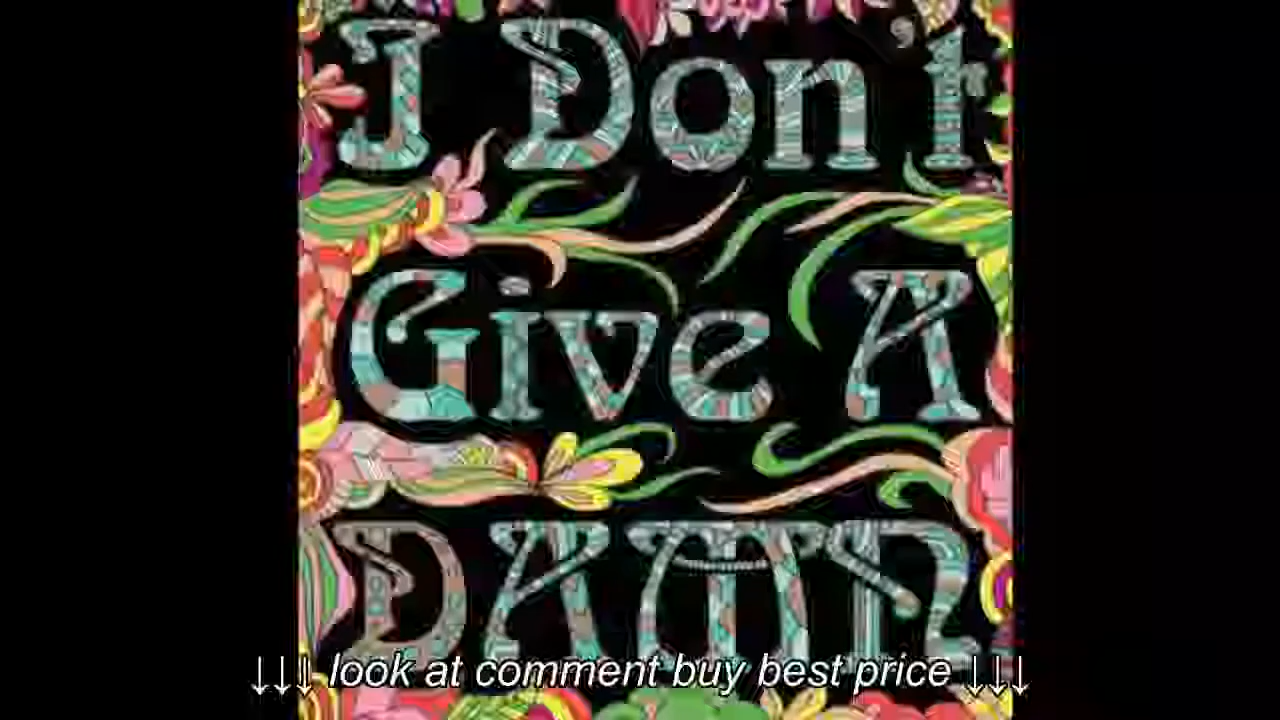 I Don't
Give A
DAMN
↓↓↓ look at comment buy best price ↓↓↓